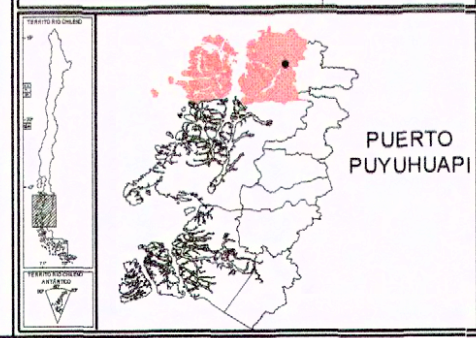 TERRITORIO CHILENO
PUERTO
PUYUHUAPI
TERRITORIO CHILENO
ANTÁRTICO